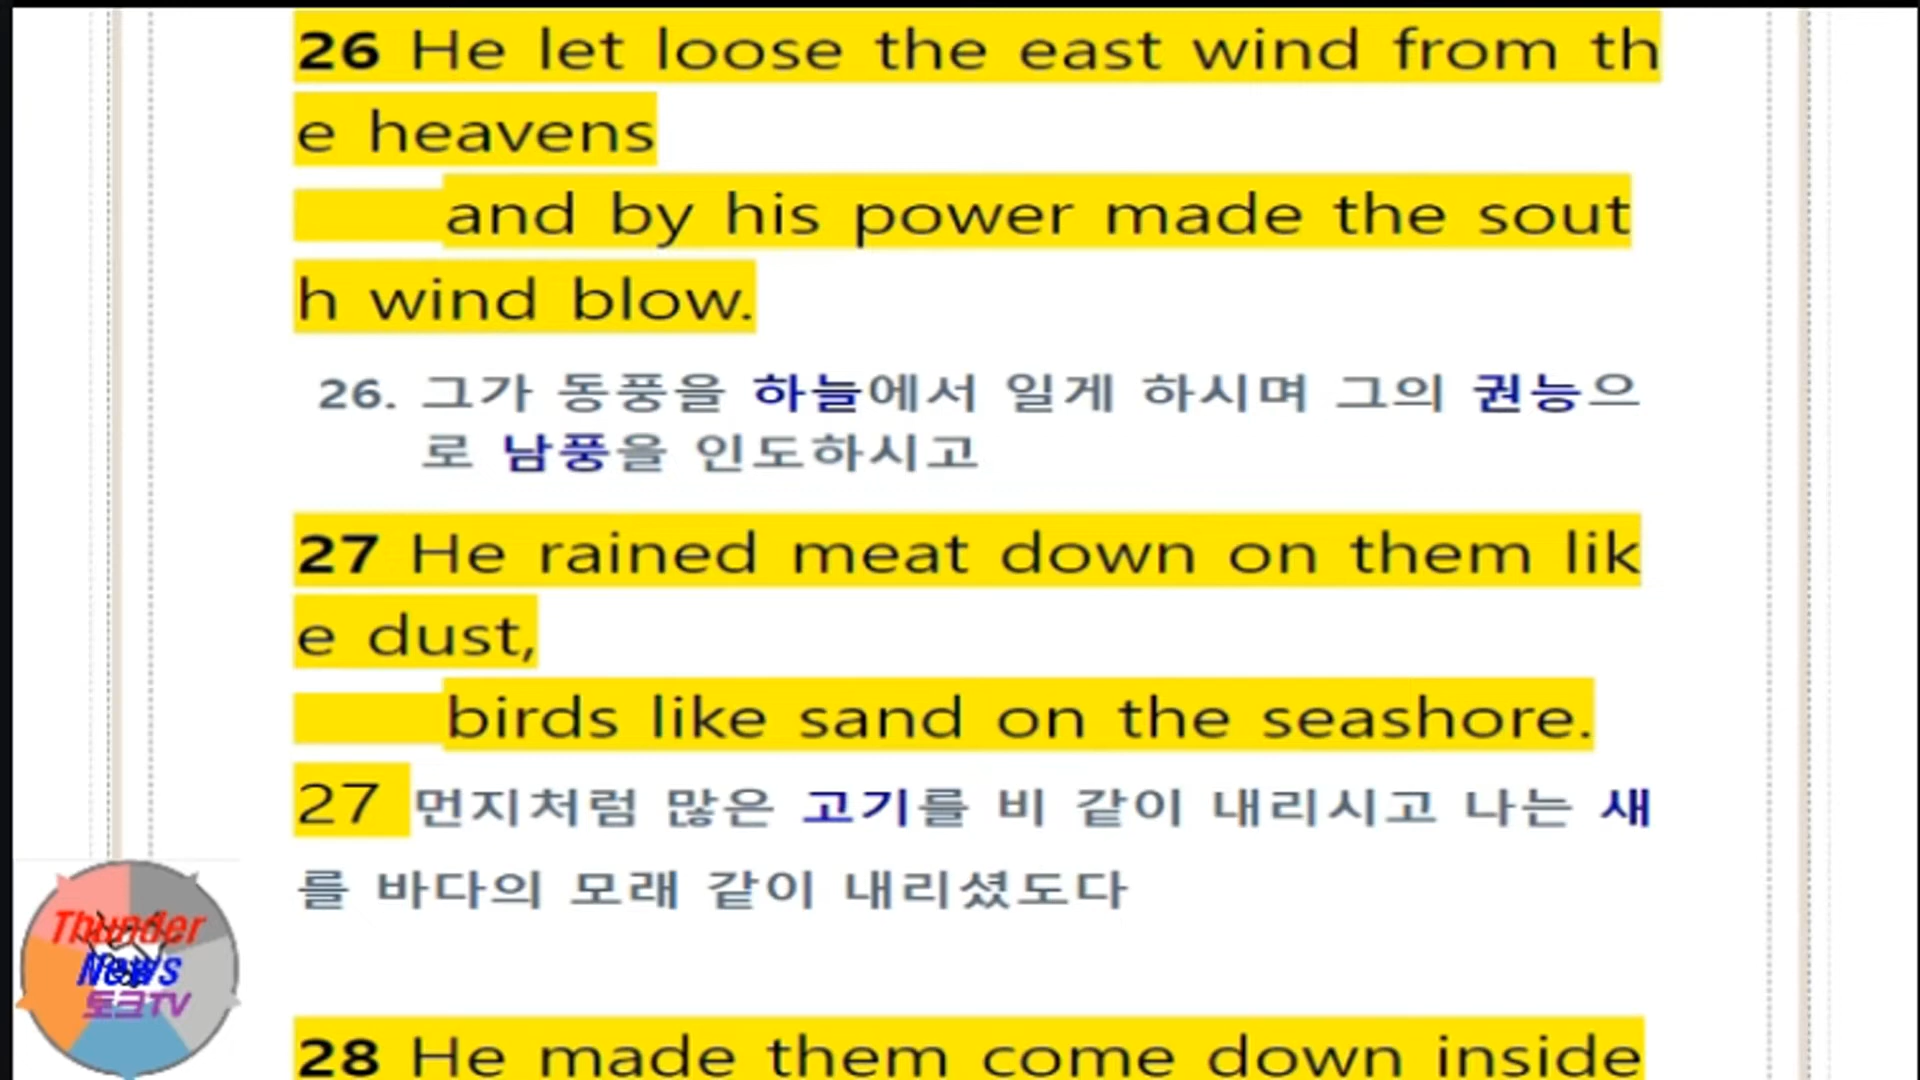 26 He let loose the east wind from th
e heavens
and by his power made the sout
h wind blow.
26. 그가 동풍을 하늘에서 일게 하시며 그의 권능으
로 남풍을 인도하시고
27 He rained meat down on them lik
e dust,
birds like sand on the seashore.
27 먼지처럼 많은 고기를 비 같이 내리시고 나는 새
를 바다의 모래 같이 내리셨도다
Thunder
News
토크TV
28 He made them come down inside